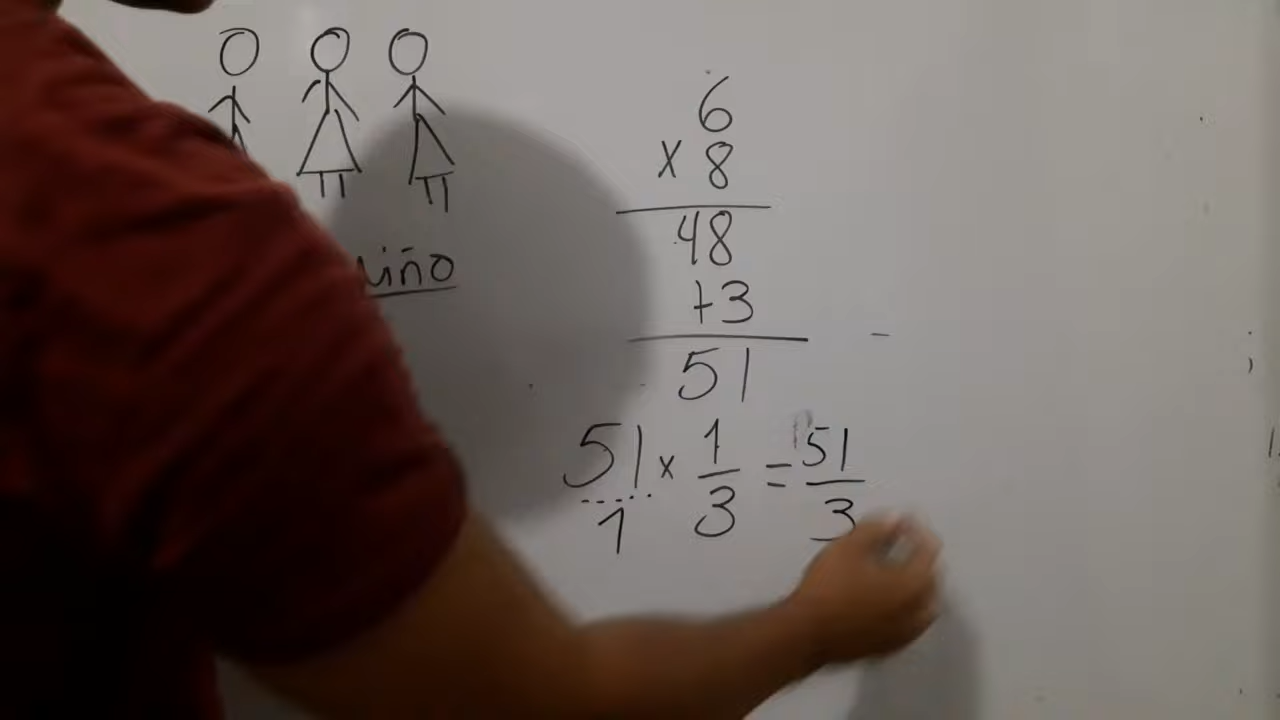 6
x 8
48
+3
51
51/1 x 1/3 = 51/3
niño